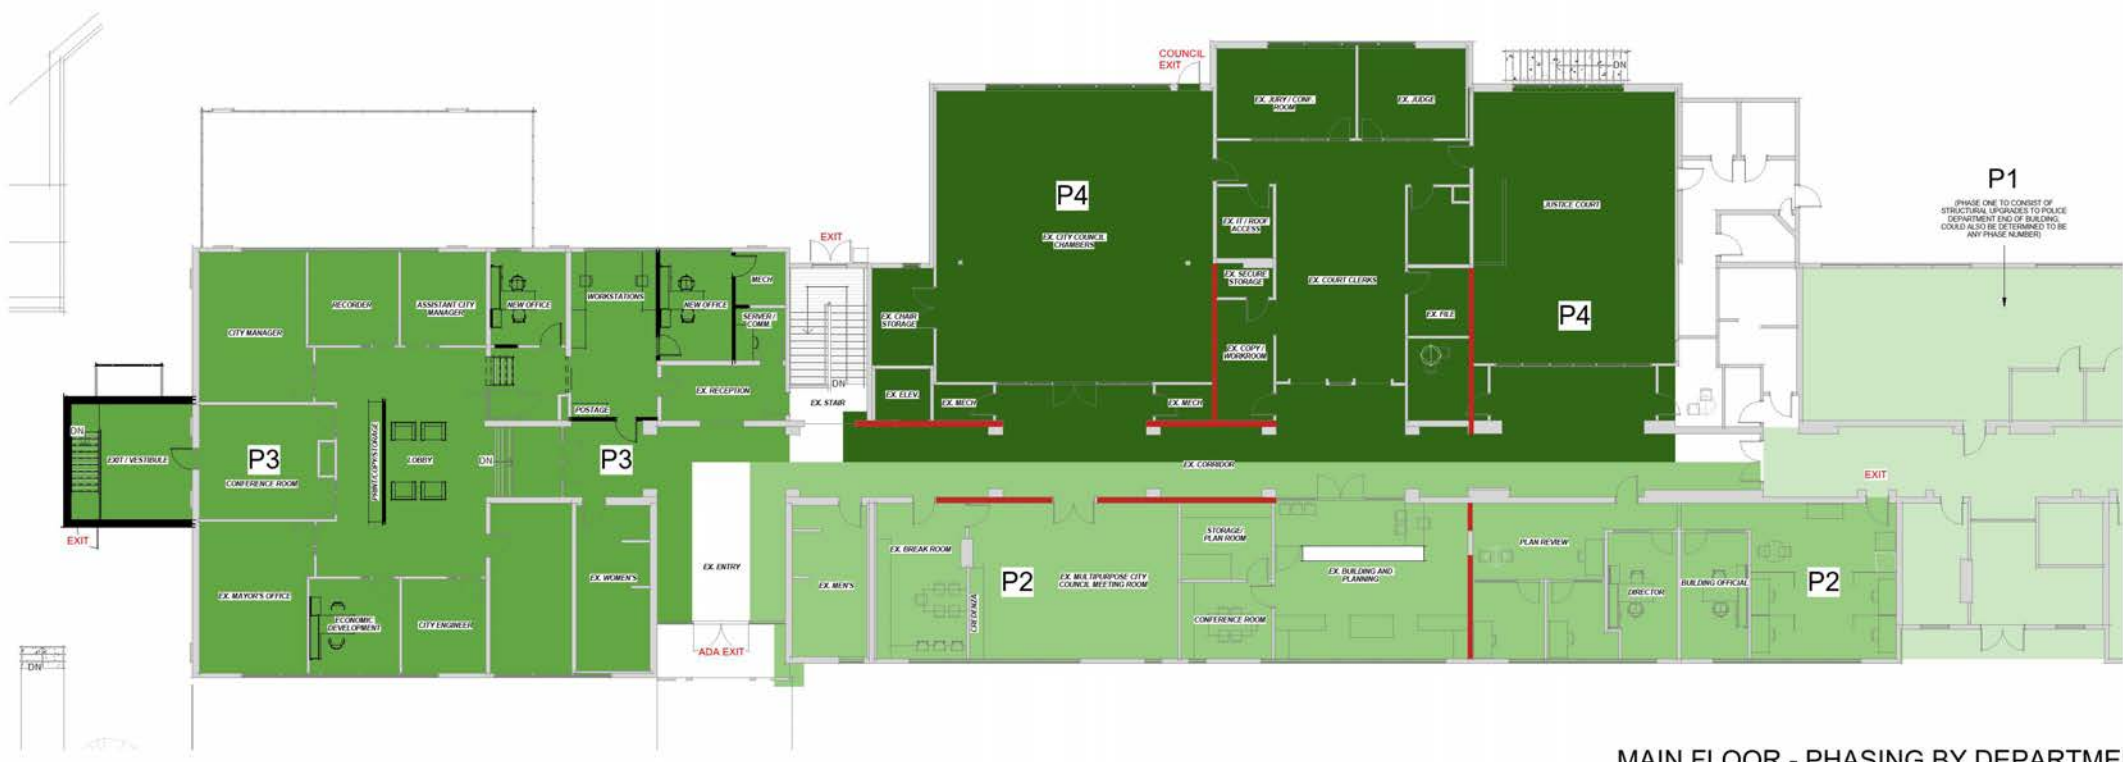 COUNCIL
EXIT
DN
EX. JURY / CONF.
ROOM
EX. JUDGE
P1
(PHASE ONE TO CONSIST OF
STRUCTURAL UPGRADES TO POLICE
DEPARTMENT END OF BUILDING.
COULD ALSO BE DETERMINED TO BE
ANY PHASE NUMBER)
P4
EX. CITY COUNCIL
CHAMBERS
EX. IT / ROOF
ACCESS
JUSTICE COURT
EXIT
EX. SECURE
STORAGE
EX. COURT CLERKS
MECH
RECORDER
ASSISTANT CITY
MANAGER
NEW OFFICE
WORKSTATIONS
NEW OFFICE
CITY MANAGER
SERVER /
COMM.
EX. CHAIR
STORAGE
EX. FILE
P4
EX. COPY /
WORKROOM
EX. RECEPTION
DN
EX. STAIR
EX. ELEV.
EX. MECH
EX. MECH
POSTAGE
DN
EXIT / VESTIBULE
P3
CONFERENCE ROOM
PRINT/COPY/STORAGE
LOBBY
DN
P3
EX. CORRIDOR
EXIT
EXIT
EX. BREAK ROOM
STORAGE/
PLAN ROOM
PLAN REVIEW
EX. MAYOR'S OFFICE
ECONOMIC
DEVELOPMENT
CITY ENGINEER
EX. WOMEN'S
EX. ENTRY
EX. MEN'S
CREDENZA
P2
EX. MULTIPURPOSE CITY
COUNCIL MEETING ROOM
CONFERENCE ROOM
EX. BUILDING AND
PLANNING
DIRECTOR
BUILDING OFFICIAL
P2
ADA EXIT
DN
MAIN FLOOR - PHASING BY DEPARTME